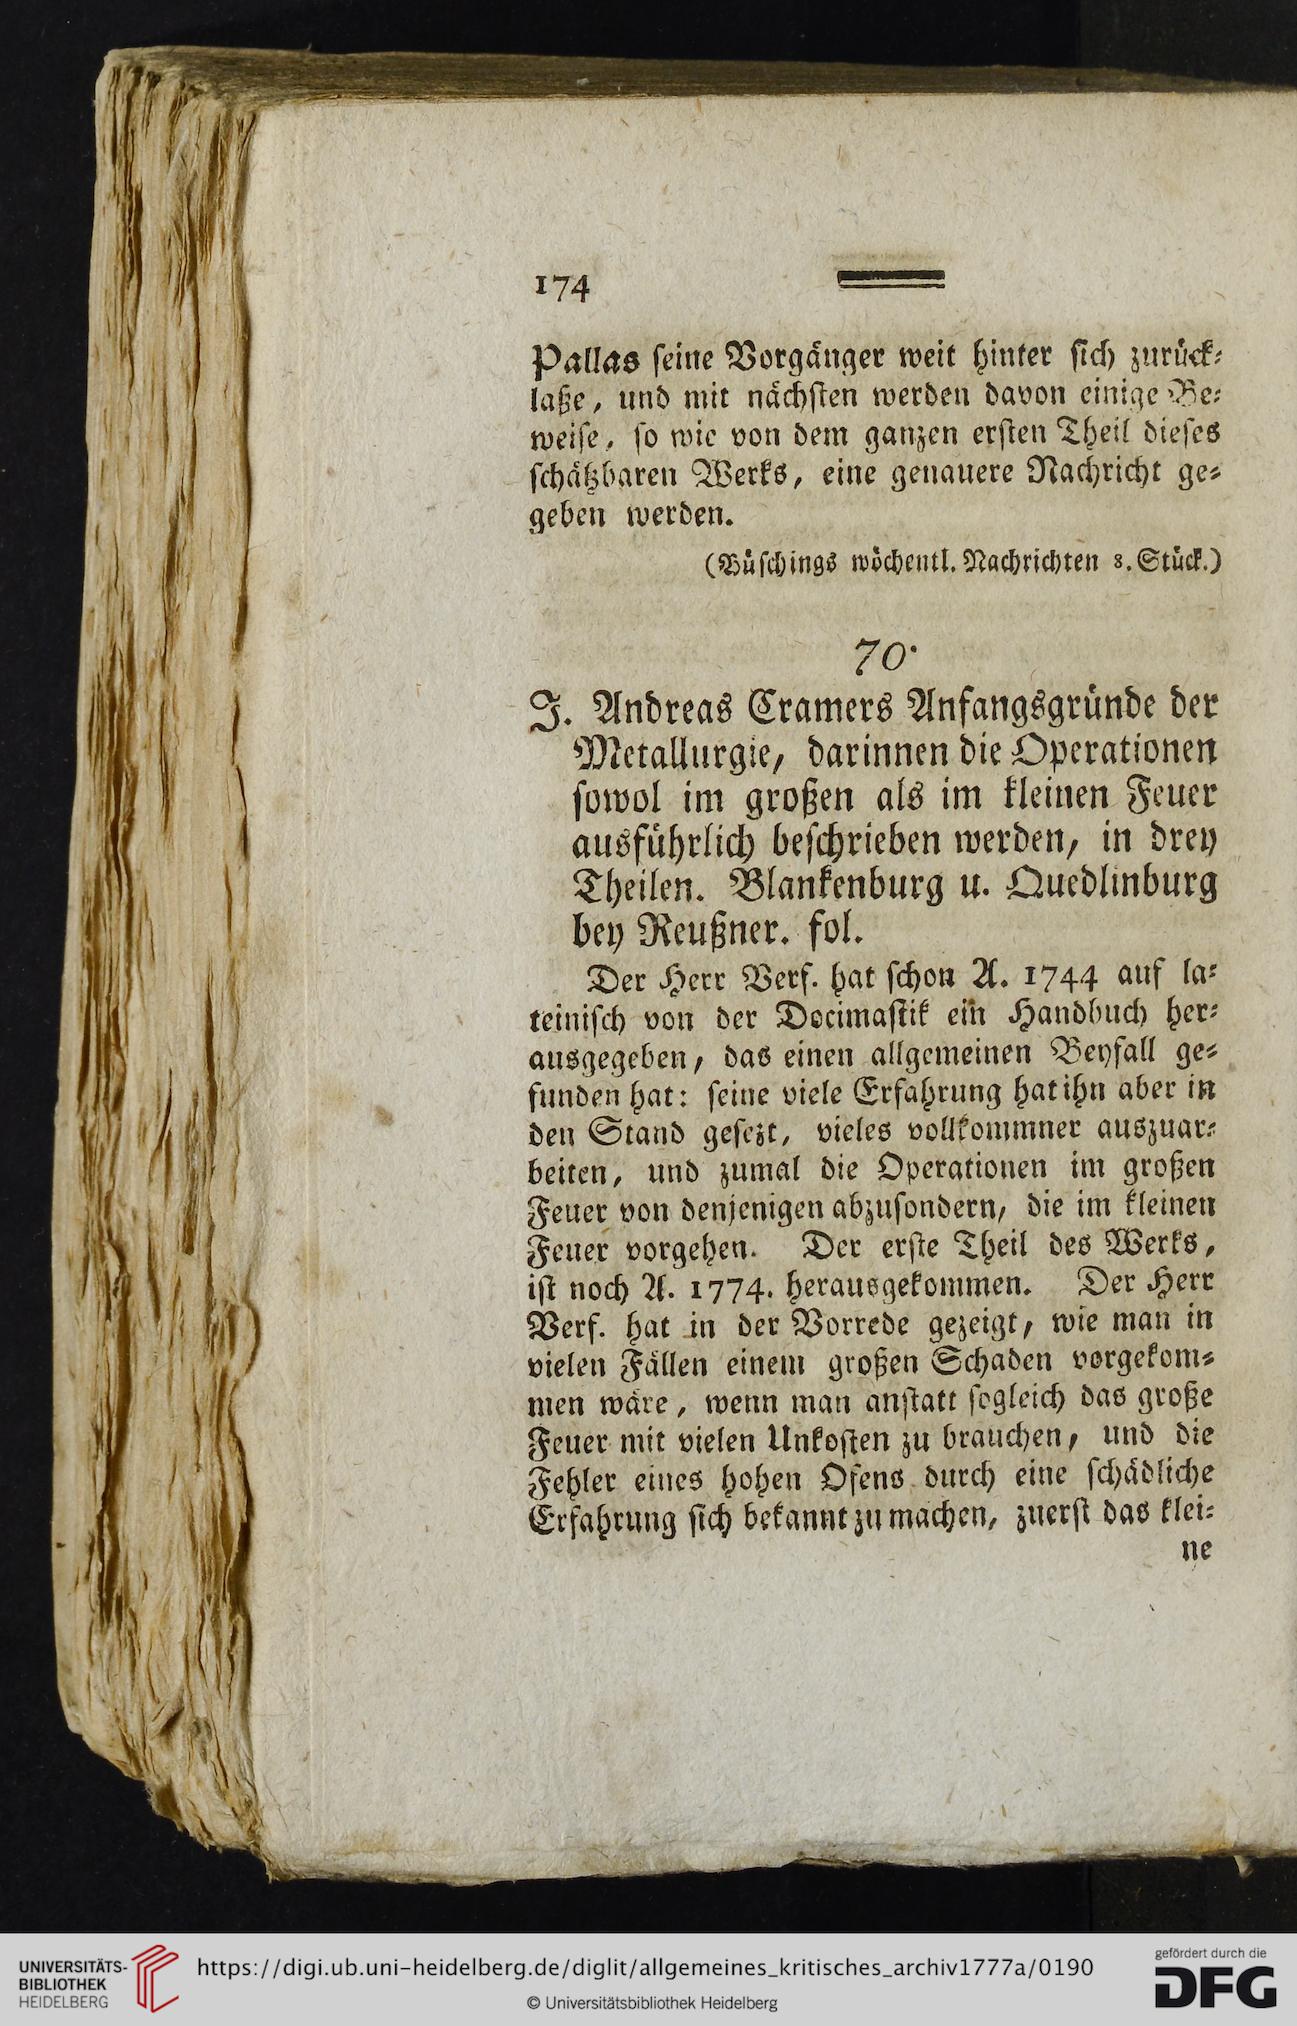 174
Pallas seine Vorgänger weit hinter sich zurück-
laße, und mit nächsten werden davon einige Be-
weise, so wie von dem ganzen ersten Theil dieses
schätzbaren Werks, eine genauere Nachricht ge-
geben werden.
(Büschings wöchentl. Nachrichten 8. Stück.)
70.
J. Andreas Cramers Anfangsgründe der
Metallurgie, darinnen die Operationen
sowol im großen als im kleinen Feuer
ausführlich beschrieben werden, in drey
Theilen. Blankenburg u. Quedlinburg
bey Reußner. fol.
Der Herr Verf. hat schon A. 1744 auf la-
teinisch von der Docimastik ein Handbuch her-
ausgegeben, das einen allgemeinen Beyfall ge-
funden hat: seine viele Erfahrung hat ihn aber in
den Stand gesezt, vieles vollkommner auszuar-
beiten, und zumal die Operationen im großen
Feuer von denjenigen abzusondern, die im kleinen
Feuer vorgehen. Der erste Theil des Werks,
ist noch A. 1774. herausgekommen. Der Herr
Verf. hat in der Vorrede gezeigt, wie man in
vielen Fällen einem großen Schaden vorgekom-
men wäre, wenn man anstatt sogleich das große
Feuer mit vielen Unkosten zu brauchen, und die
Fehler eines hohen Ofens durch eine schädliche
Erfahrung sich bekannt zu machen, zuerst das klei-
ne
UNIVERSITÄTS-
BIBLIOTHEK
HEIDELBERG
https://digi.ub.uni-heidelberg.de/diglit/allgemeines_kritisches_archiv1777a/0190
© Universitätsbibliothek Heidelberg
gefördert durch die
DFG